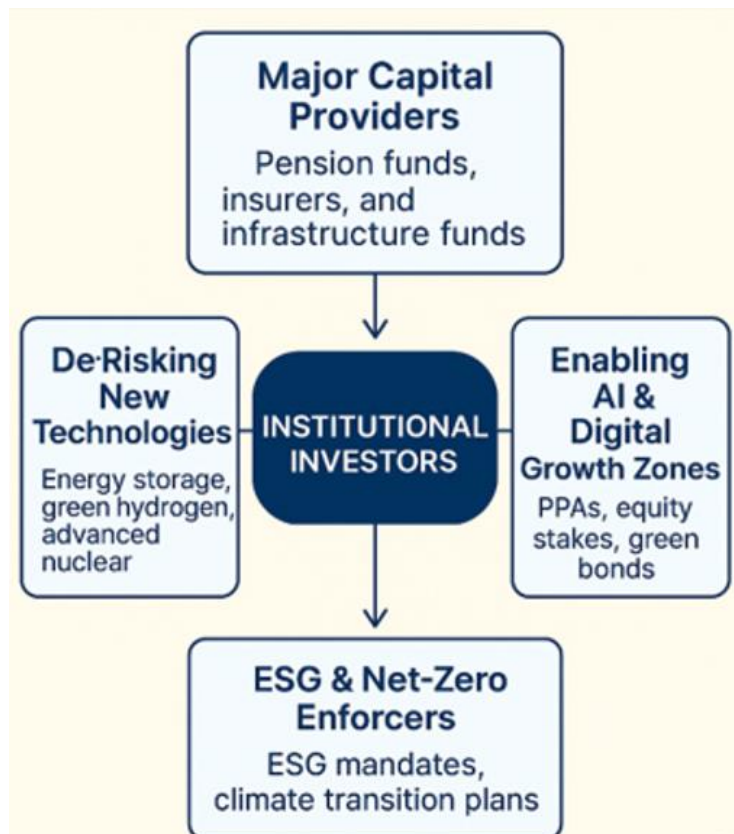 Major Capital
Providers
Pension funds,
insurers, and
infrastructure funds
De·Risking
New
Technologies
Energy storage,
green hydrogen,
advanced
nuclear
INSTITUTIONAL
INVESTORS
Enabling
AI &
Digital
Growth Zones
PPAs, equity
stakes, green
bonds
ESG & Net-Zero
Enforcers
ESG mandates,
climate transition plans